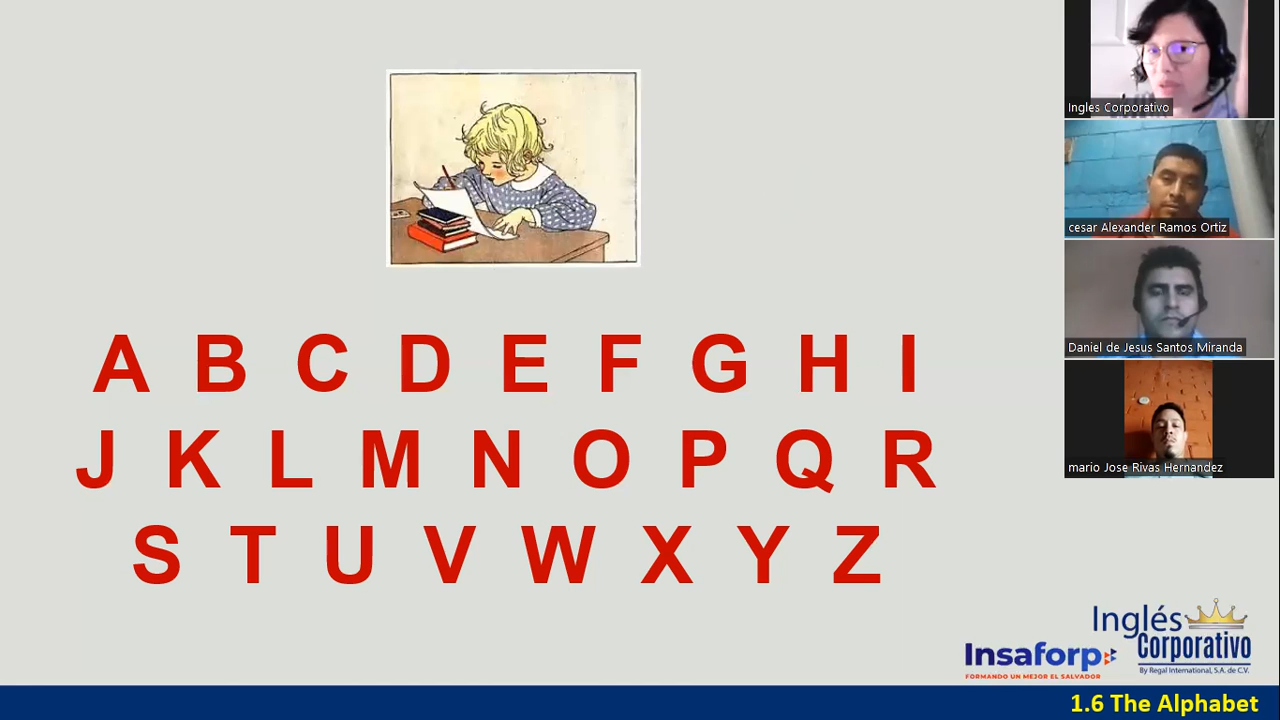 A B C D E F G H I
J K L M N O P Q R
S T U V W X Y Z
Ingles Corporativo
cesar Alexander Ramos Ortiz
Daniel de Jesus Santos Miranda
mario Jose Rivas Hernandez
Insaforp
FORMANDO UN MEJOR EL SALVADOR
Inglés
Corporativo
By Regal International, S.A. de C.V.
1.6 The Alphabet